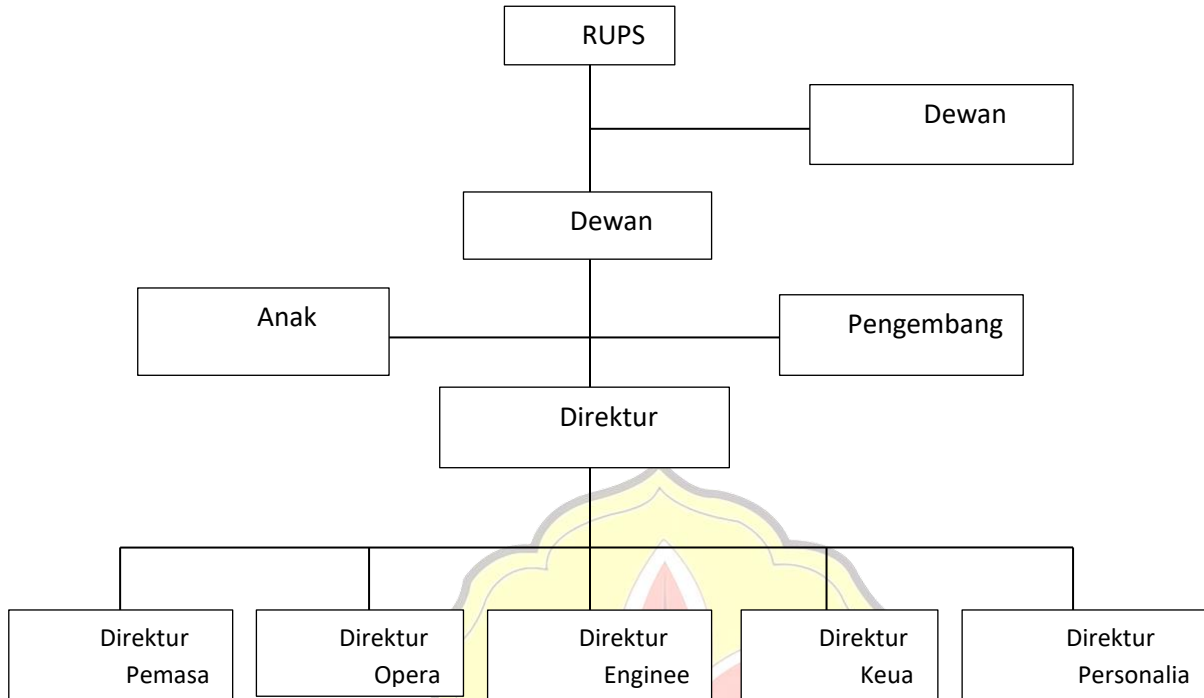 RUPS
Dewan
Dewan
Anak
Pengembang
Direktur
Direktur
Pemasa
Direktur
Opera
Direktur
Enginee
Direktur
Keua
Direktur
Personalia